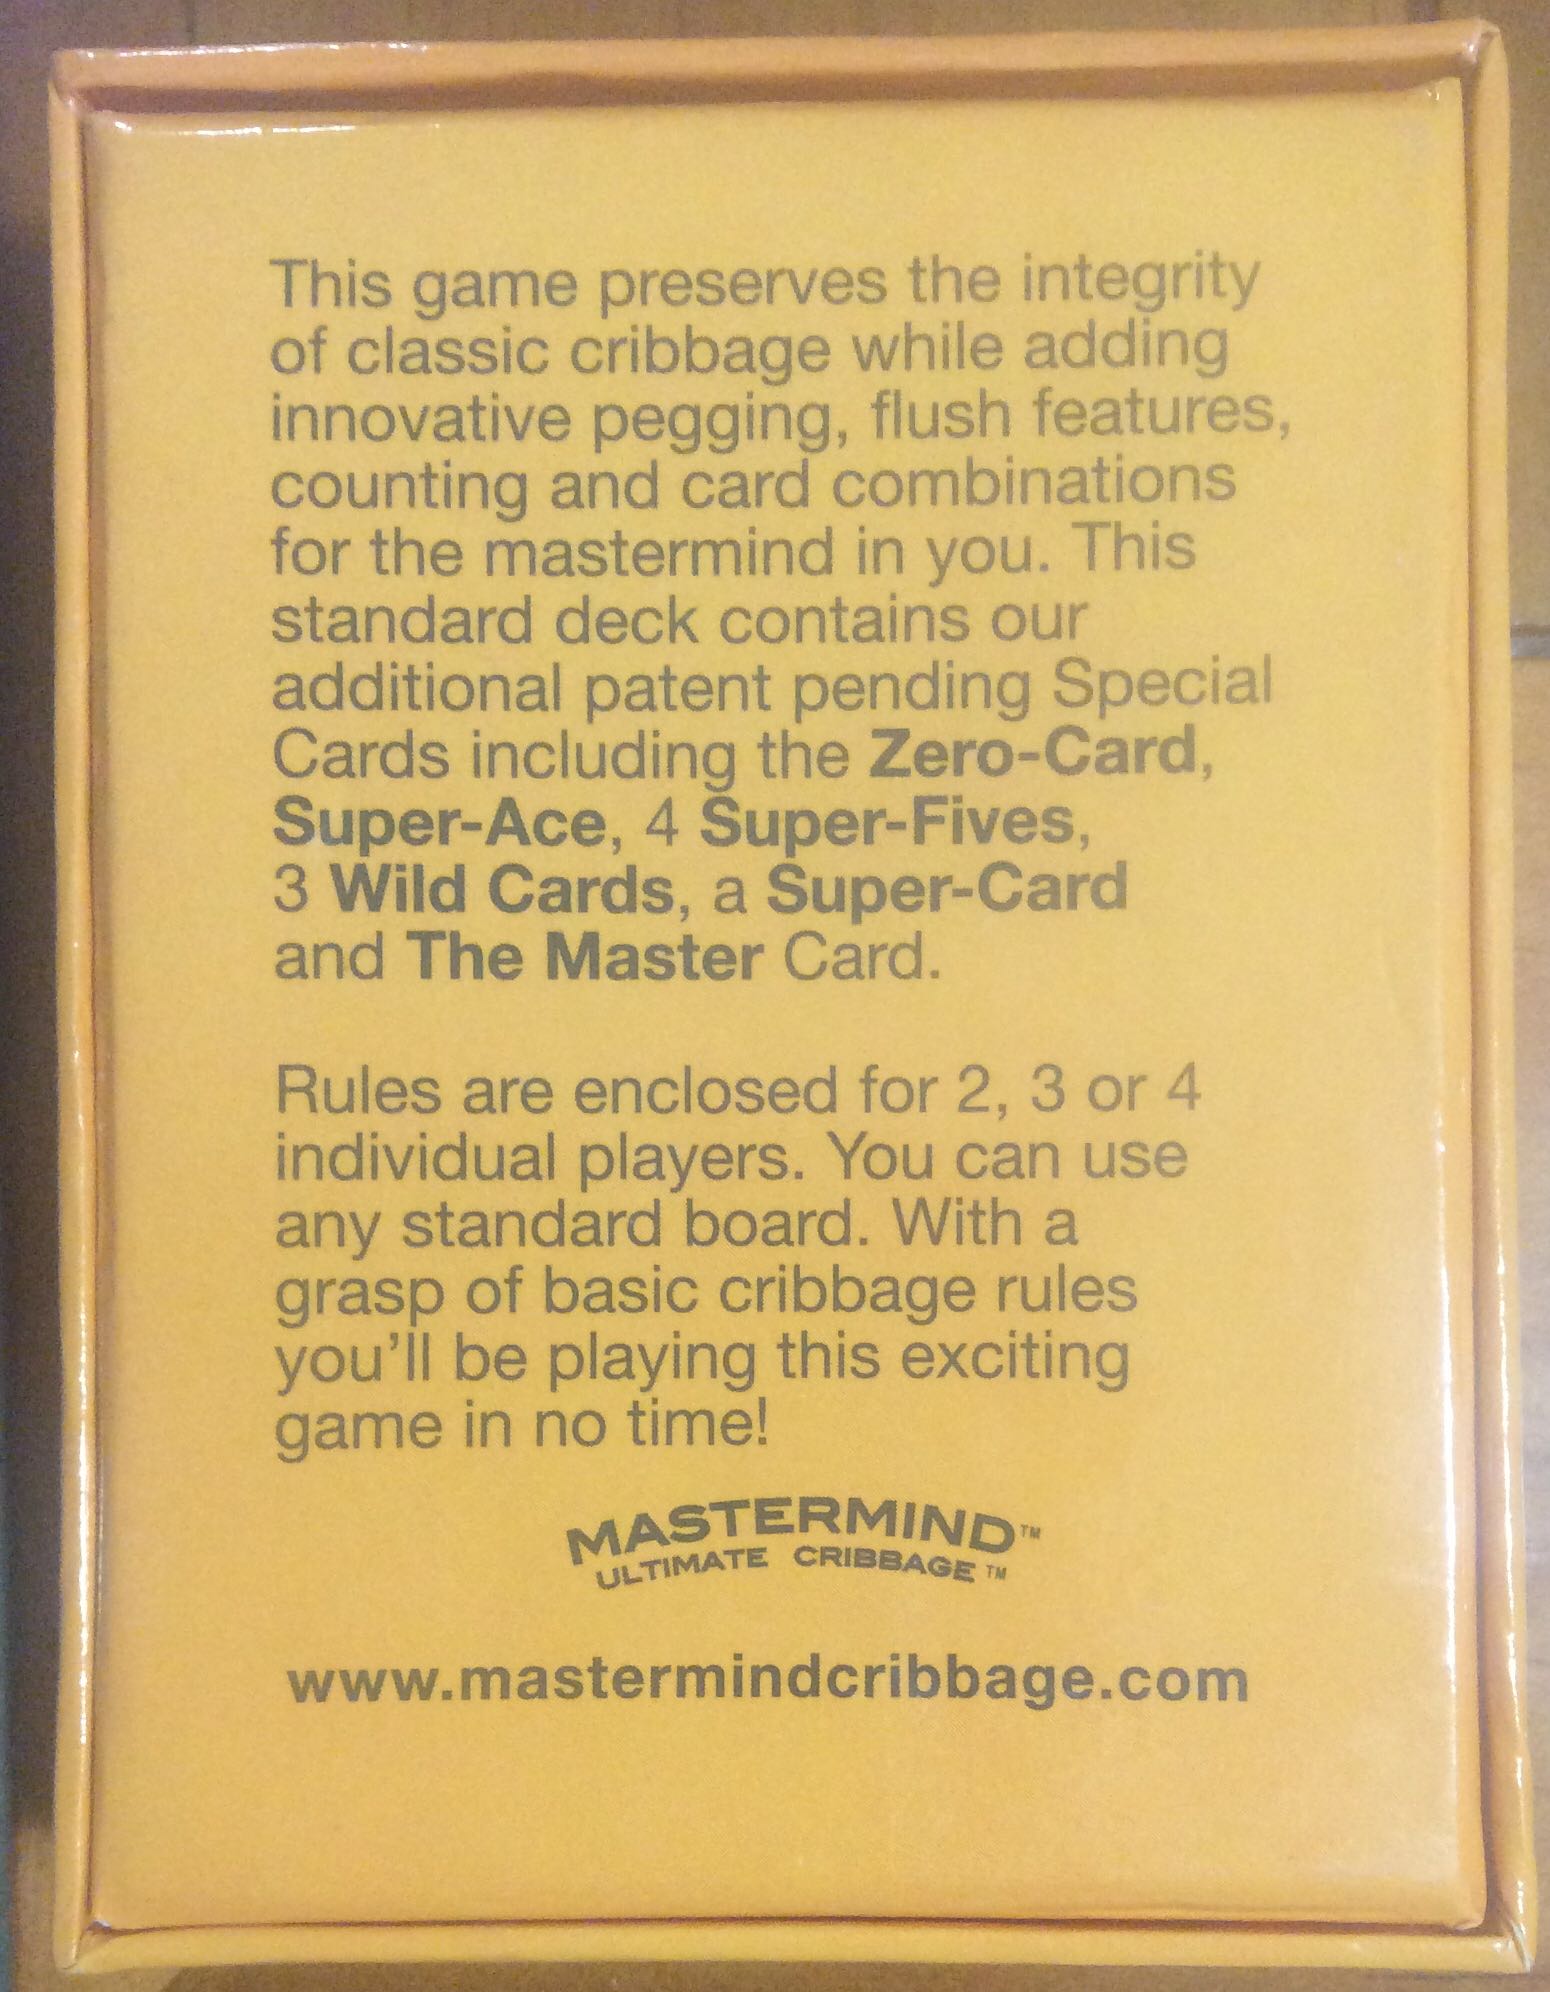 This game preserves the integrity
of classic cribbage while adding
innovative pegging, flush features,
counting and card combinations
for the mastermind in you. This
standard deck contains our
additional patent pending Special
Cards including the Zero-Card,
Super-Ace, 4 Super-Fives,
3 Wild Cards, a Super-Card
and The Master Card.
Rules are enclosed for 2, 3 or 4
individual players. You can use
any standard board. With a
grasp of basic cribbage rules
you'll be playing this exciting
game in no time!
MASTERMIND™
ULTIMATE CRIBBAGE™
www.mastermindcribbage.com